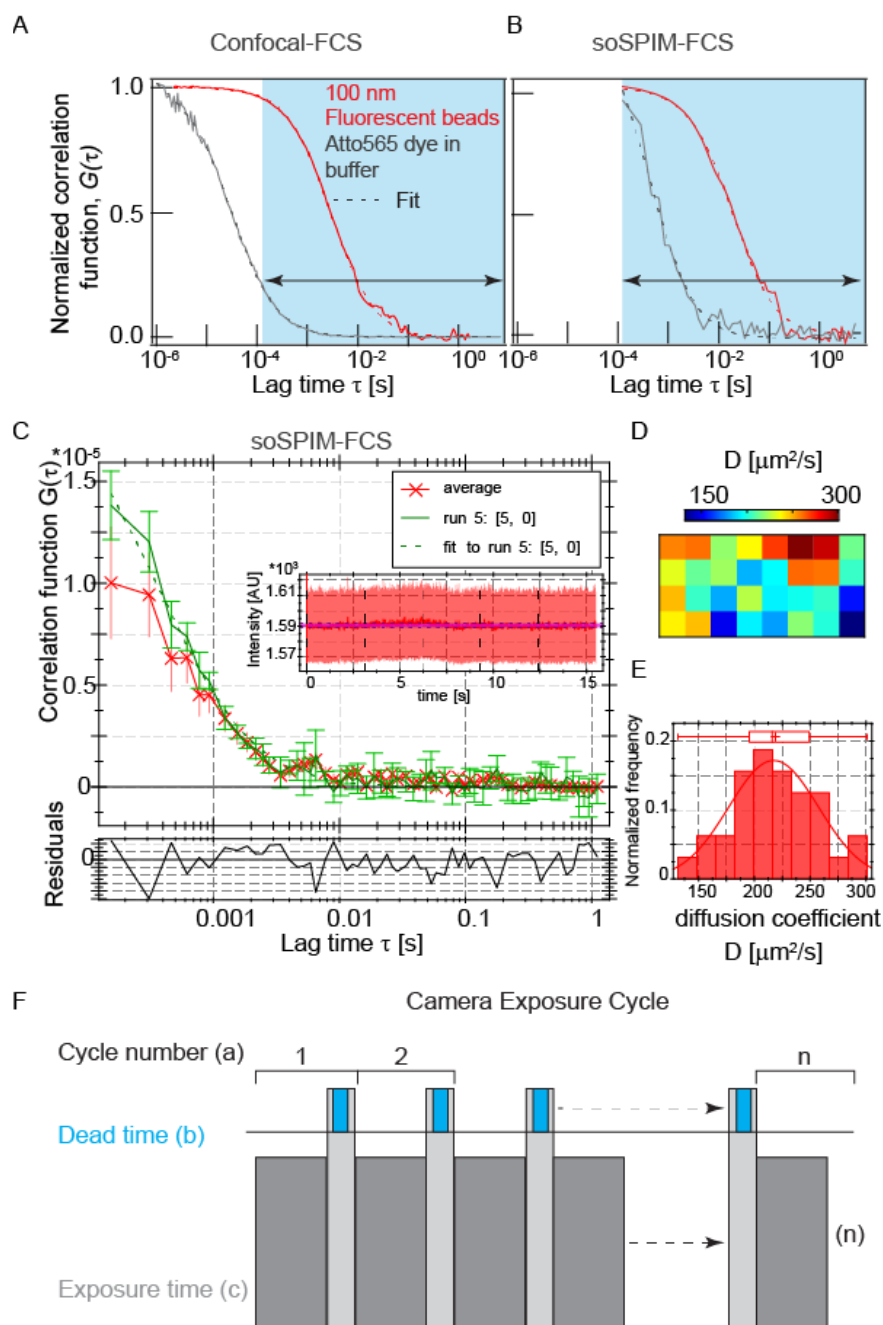 A
Confocal-FCS
B
soSPIM-FCS
Normalized correlation
function, G(τ)
1.0
0.5
0.0
100 nm
Fluorescent beads
Atto565 dye in
buffer
Fit
10⁻⁶ 10⁻⁴ 10⁻² 10⁰
Lag time τ [s]
10⁻⁶ 10⁻⁴ 10⁻² 10⁰
Lag time τ [s]
C
soSPIM-FCS
Correlation function G(τ)
*10⁻⁵
1.5
1.0
0.5
0
average
run 5: [5, 0]
fit to run 5: [5, 0]
*10³
Intensity [AU]
1.61
1.59
1.57
0 5 10 15
time [s]
Residuals
0
0.001 0.01 0.1 1
Lag time τ [s]
D
D [µm²/s]
150 300
E
Normalized frequency
0.2
0.1
0
150 200 250 300
diffusion coefficient
D [µm²/s]
F
Camera Exposure Cycle
Cycle number (a)
1 2 n
Dead time (b)
(n)
Exposure time (c)